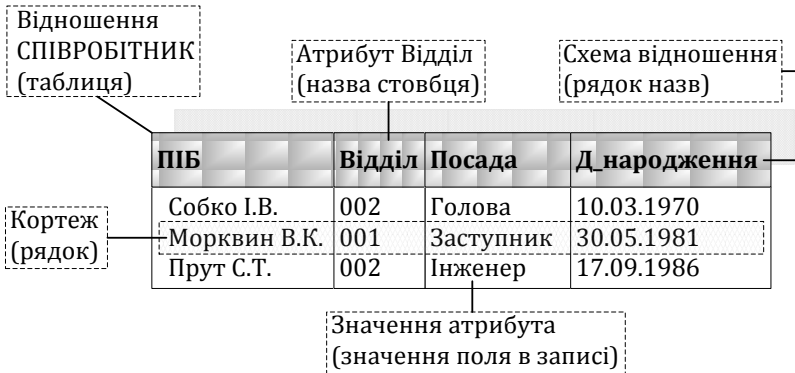 Відношення
СПІВРОБІТНИК
(таблиця)
Атрибут Відділ
(назва стовбця)
Схема відношення
(рядок назв)
ПІБ Відділ Посада Д_народження
Собко І.В. 002 Голова 10.03.1970
Морквин В.К. 001 Заступник 30.05.1981
Прут С.Т. 002 Інженер 17.09.1986
Кортеж
(рядок)
Значення атрибута
(значення поля в записі)